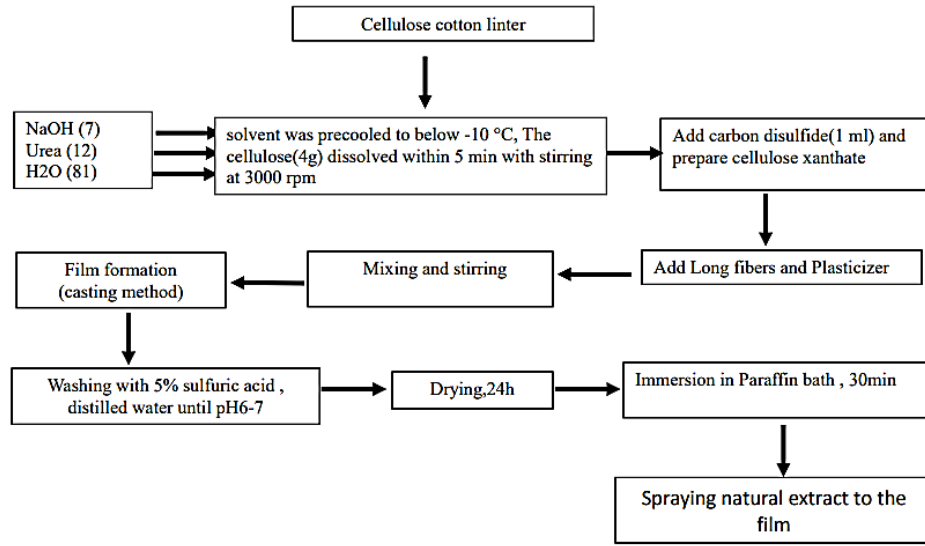 Cellulose cotton linter
NaOH (7)
Urea (12)
H2O (81)
solvent was precooled to below -10 °C, The
cellulose(4g) dissolved within 5 min with stirring
at 3000 rpm
Add carbon disulfide(1 ml) and
prepare cellulose xanthate
Add Long fibers and Plasticizer
Mixing and stirring
Film formation
(casting method)
Washing with 5% sulfuric acid ,
distilled water until pH6-7
Drying,24h
Immersion in Paraffin bath , 30min
Spraying natural extract to the
film